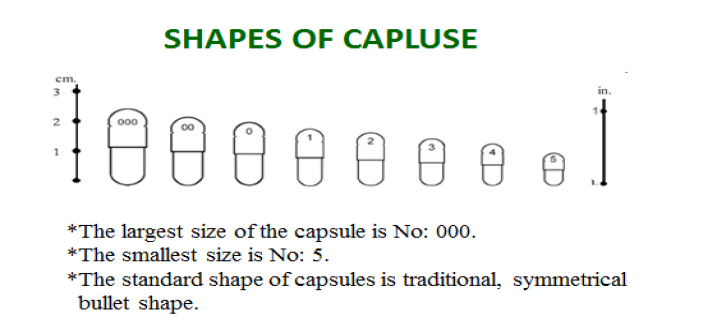 SHAPES OF CAPLUSE
cm.
3
2
1
000
00
0
1
2
3
4
5
in.
1
1.
*The largest size of the capsule is No: 000.
*The smallest size is No: 5.
*The standard shape of capsules is traditional, symmetrical
bullet shape.